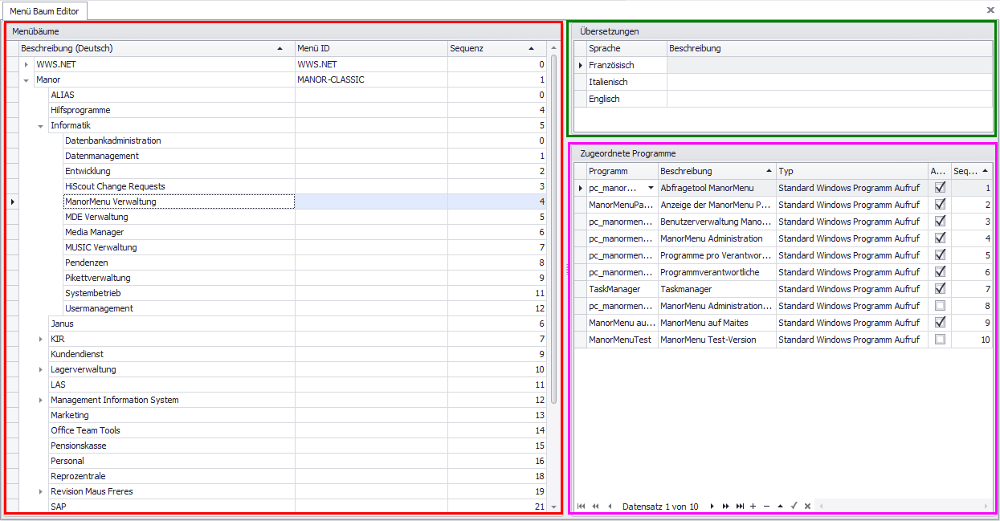 Menü Baum Editor
Menübäume
Beschreibung (Deutsch) Menü ID Sequenz
WWS.NET WWS.NET 0
Manor MANOR-CLASSIC 1
ALIAS 0
Hilfsprogramme 4
Informatik 5
Datenbankadministration 0
Datenmanagement 1
Entwicklung 2
HiScout Change Requests 3
ManorMenu Verwaltung 4
MDE Verwaltung 5
Media Manager 6
MUSIC Verwaltung 7
Pendenzen 8
Pikettverwaltung 9
Systembetrieb 11
Usermanagement 12
Janus 6
KIR 7
Kundendienst 9
Lagerverwaltung 10
LAS 11
Management Information System 12
Marketing 13
Office Team Tools 14
Pensionskasse 15
Personal 16
Reprozentrale 18
Revision Maus Freres 19
SAP 21
Übersetzungen
Sprache Beschreibung
Französisch
Italienisch
Englisch
Zugeordnete Programme
Programm Beschreibung Typ A... Seq...
pc_manor... Abfragetool ManorMenu Standard Windows Programm Aufruf 1
ManorMenuPa... Anzeige der ManorMenu P... Standard Windows Programm Aufruf 2
pc_manormen... Benutzerverwaltung Mano... Standard Windows Programm Aufruf 3
pc_manormen... ManorMenu Administration Standard Windows Programm Aufruf 4
pc_manormen... Programme pro Verantwor... Standard Windows Programm Aufruf 5
pc_manormen... Programmverantwortliche Standard Windows Programm Aufruf 6
TaskManager Taskmanager Standard Windows Programm Aufruf 7
pc_manormen... ManorMenu Administration... Standard Windows Programm Aufruf 8
ManorMenu au... ManorMenu auf Maites Standard Windows Programm Aufruf 9
ManorMenuTest ManorMenu Test-Version Standard Windows Programm Aufruf 10
Datensatz 1 von 10